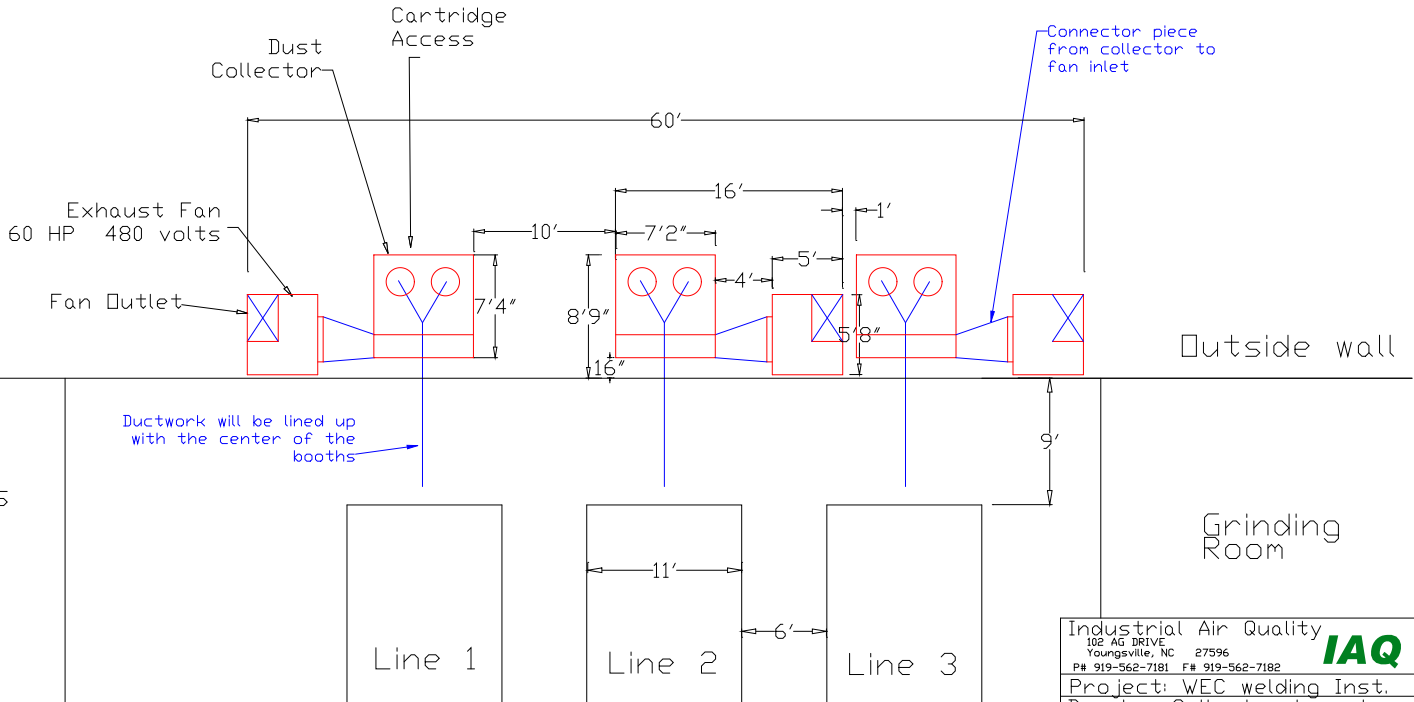 Cartridge
Access
Dust
Collector
Connector piece
from collector to
fan inlet
60'
16'
1'
Exhaust Fan
60 HP 480 volts
10'
7'2"
5'
4'
Fan Outlet
7'4"
8'9"
5'8"
16"
Outside wall
Ductwork will be lined up
with the center of the
booths
9'
5
Grinding
Room
11'
6'
Line 1
Line 2
Line 3
Industrial Air Quality
102 AG DRIVE
Youngsville, NC 27596
P# 919-562-7181 F# 919-562-7182
IAQ
Project: WEC welding Inst.